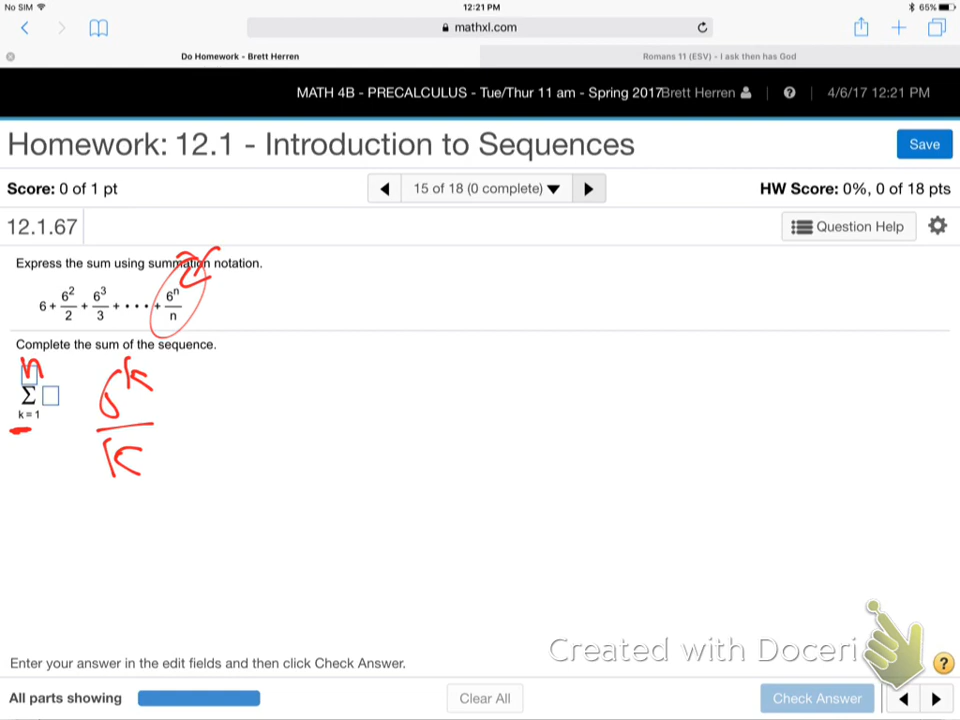 No SIM 12:21 PM 65%
mathxl.com
Do Homework - Brett Herren Romans 11 (ESV) - I ask then has God
MATH 4B - PRECALCULUS - Tue/Thur 11 am - Spring 2017Brett Herren ? 4/6/17 12:21 PM
Homework: 12.1 - Introduction to Sequences Save
Score: 0 of 1 pt 15 of 18 (0 complete) HW Score: 0%, 0 of 18 pts
12.1.67 Question Help
Express the sum using summation notation.
6 + 6²/2 + 6³/3 + • • • + 6ⁿ/n
Complete the sum of the sequence.
n
Σ 6ᵏ/k
k = 1
Created with Doceri
Enter your answer in the edit fields and then click Check Answer. ?
All parts showing Clear All Check Answer